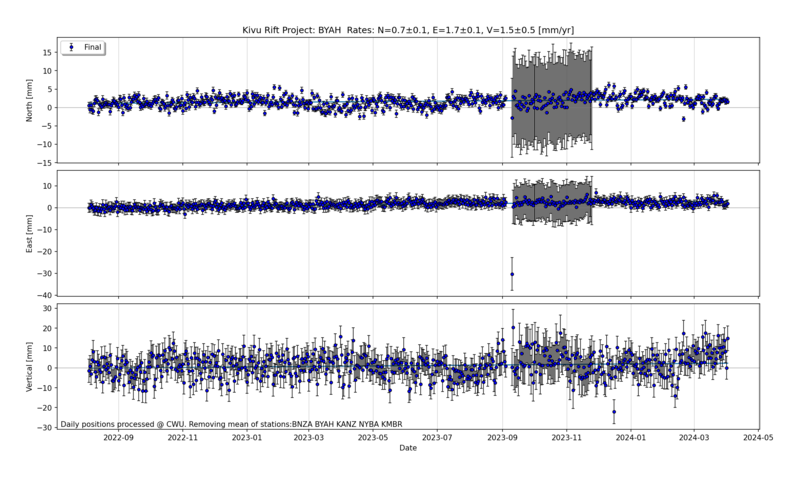 Kivu Rift Project: BYAH  Rates: N=0.7±0.1, E=1.7±0.1, V=1.5±0.5 [mm/yr]
Final
North [mm]
15
10
5
0
−5
−10
−15
East [mm]
10
0
−10
−20
−30
−40
Vertical [mm]
30
20
10
0
−10
−20
−30
Daily positions processed @ CWU. Removing mean of stations:BNZA BYAH KANZ NYBA KMBR
2022-09 2022-11 2023-01 2023-03 2023-05 2023-07 2023-09 2023-11 2024-01 2024-03 2024-05
Date